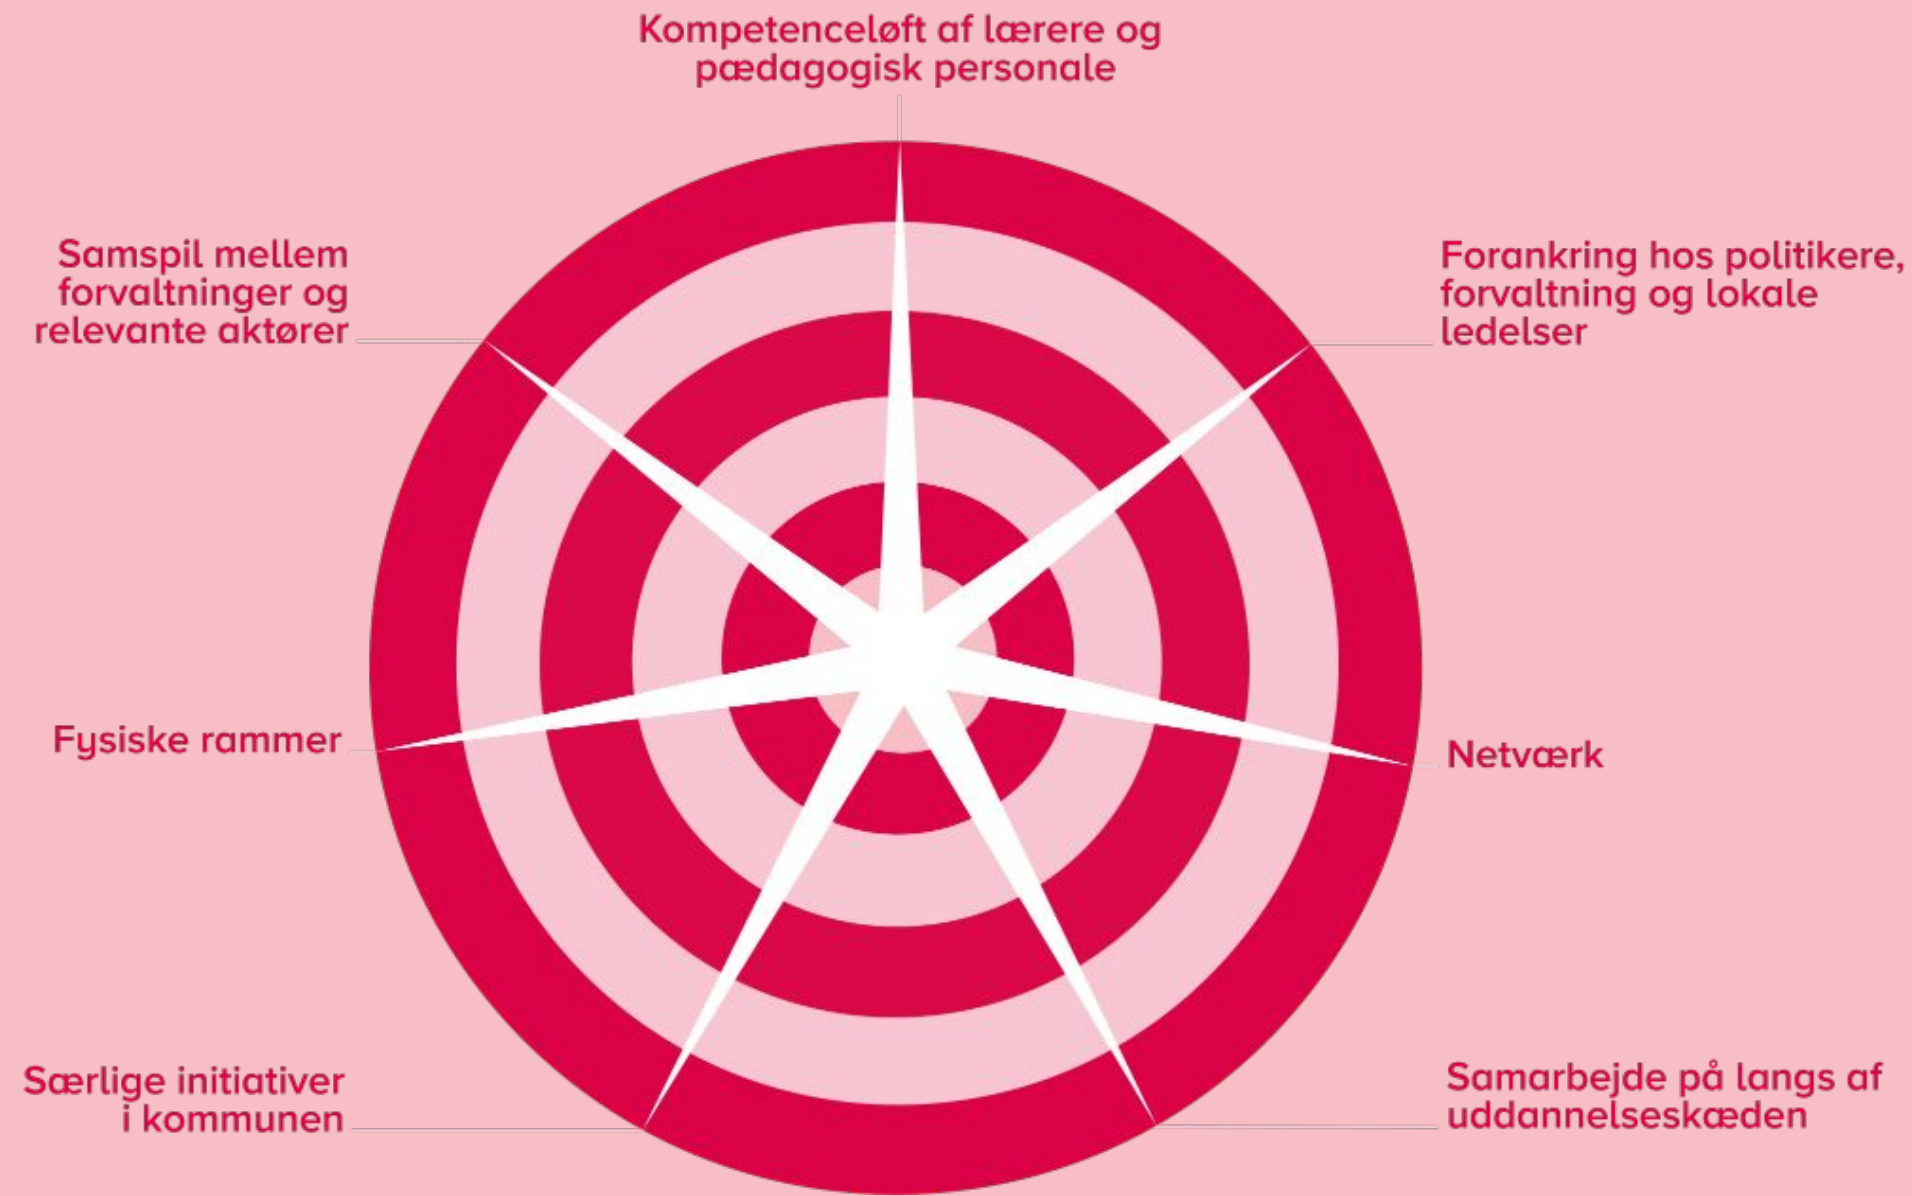 Kompetenceløft af lærere og
pædagogisk personale
Samspil mellem
forvaltninger og
relevante aktører
Forankring hos politikere,
forvaltning og lokale
ledelser
Fysiske rammer
Netværk
Særlige initiativer
i kommunen
Samarbejde på langs af
uddannelseskæden